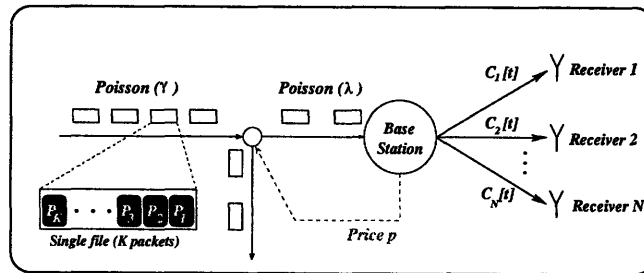 Poisson (γ)
Poisson (λ)
C₁[t]
Receiver 1
Base
Station
C₂[t]
Receiver 2
C_N[t]
Receiver N
P_K · · · P₃ P₂ P₁
Single file (K packets)
Price p